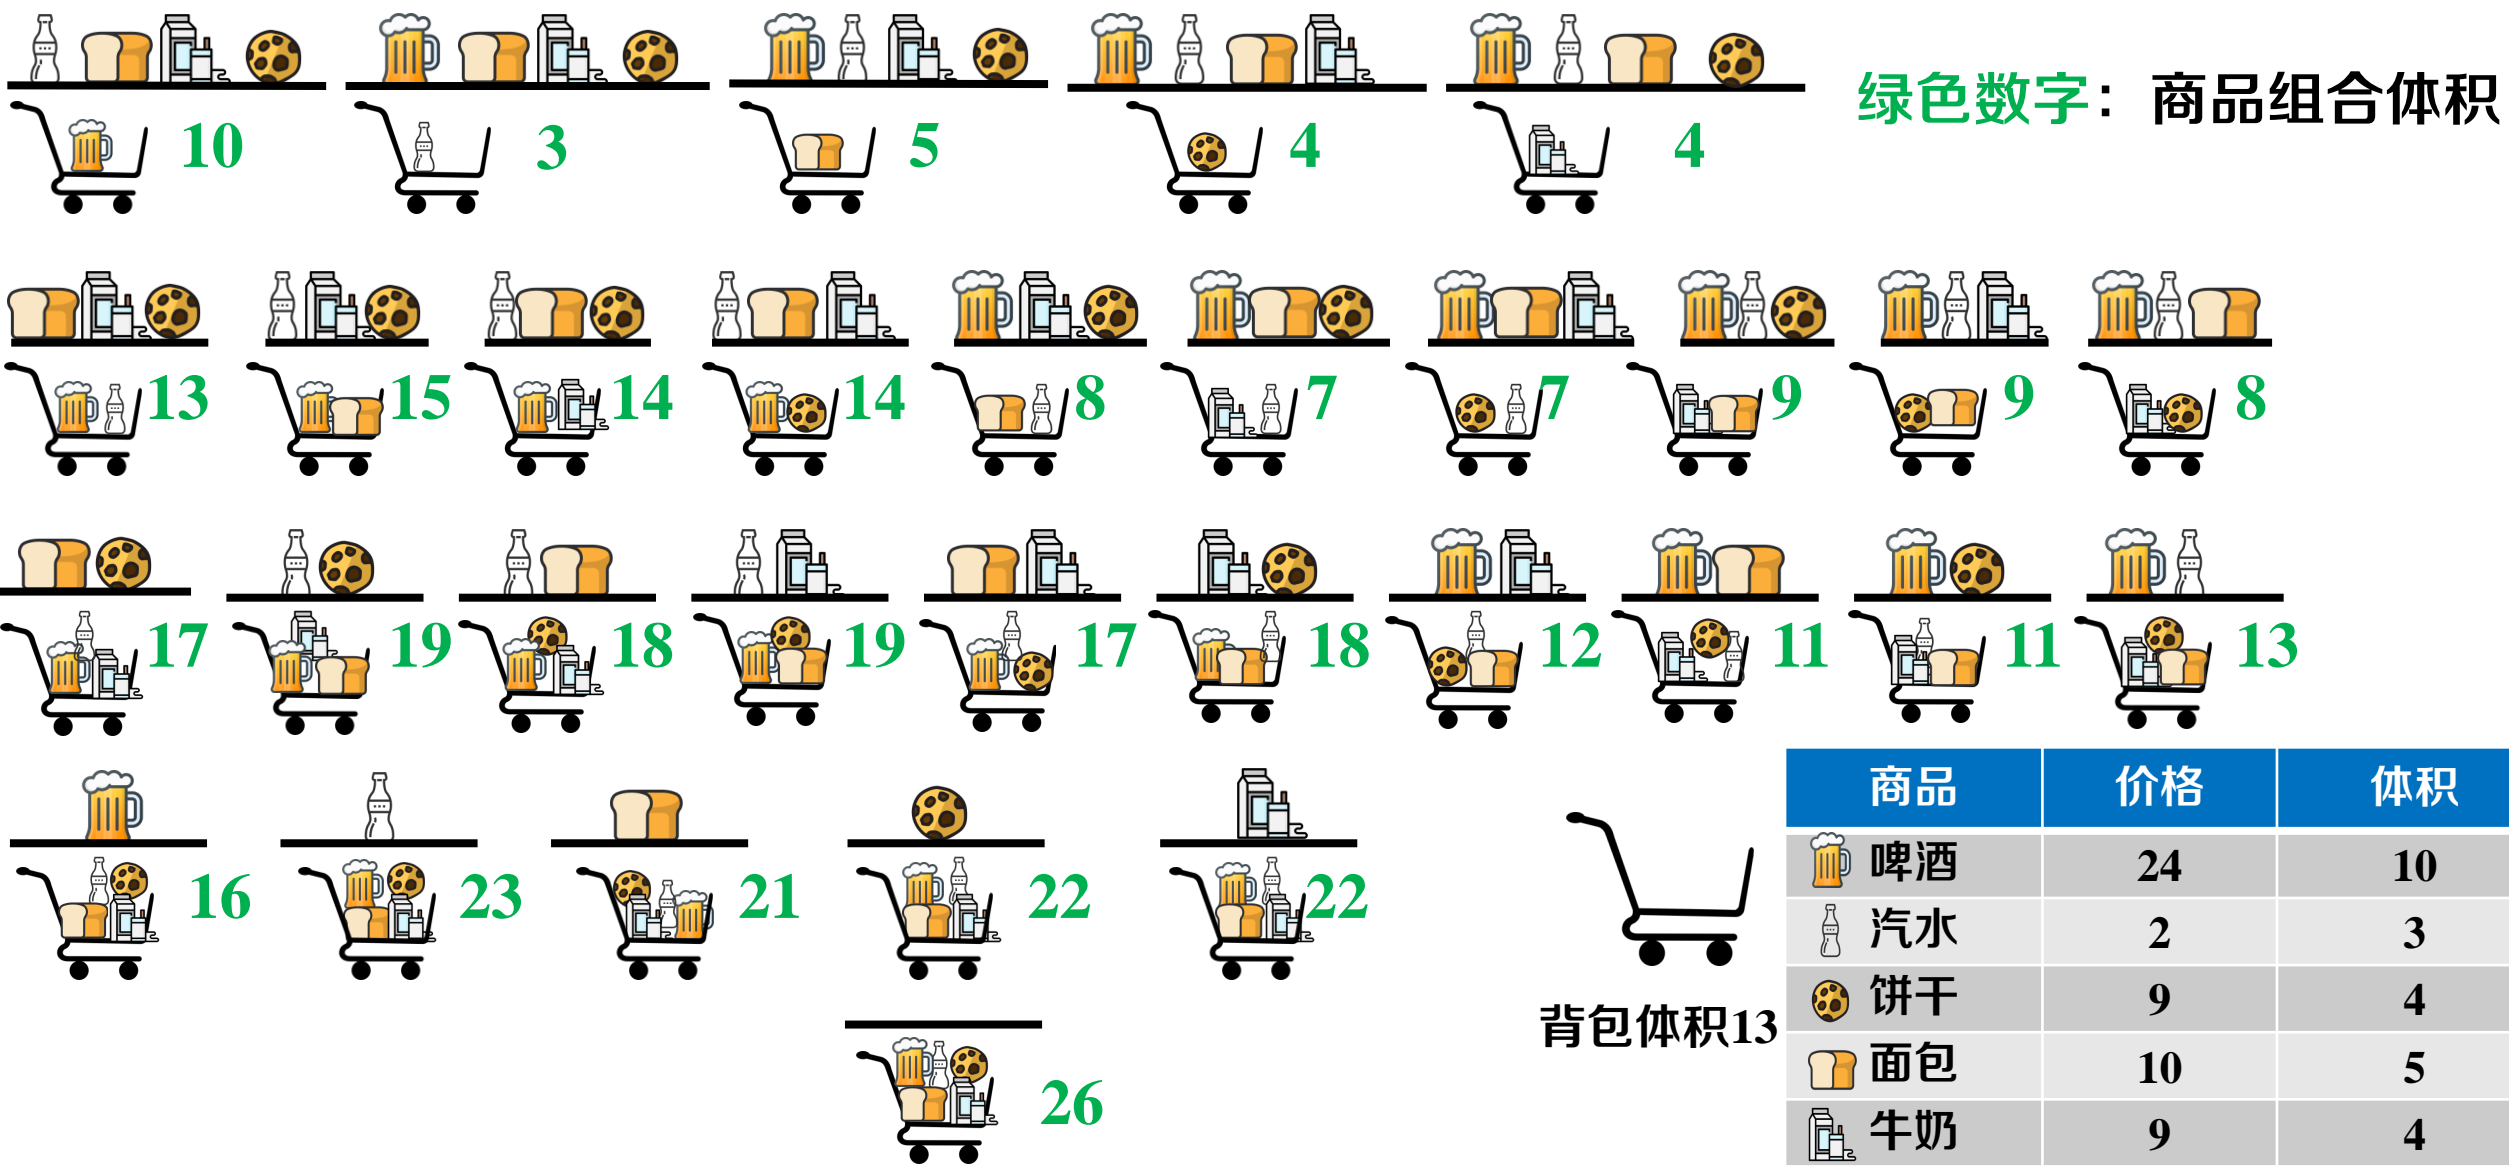 绿色数字：商品组合体积
10 3 5 4 4
13 15 14 14 8 7 7 9 9 8
17 19 18 19 17 18 12 11 11 13
16 23 21 22 22
26
背包体积13
商品 价格 体积
啤酒 24 10
汽水 2 3
饼干 9 4
面包 10 5
牛奶 9 4